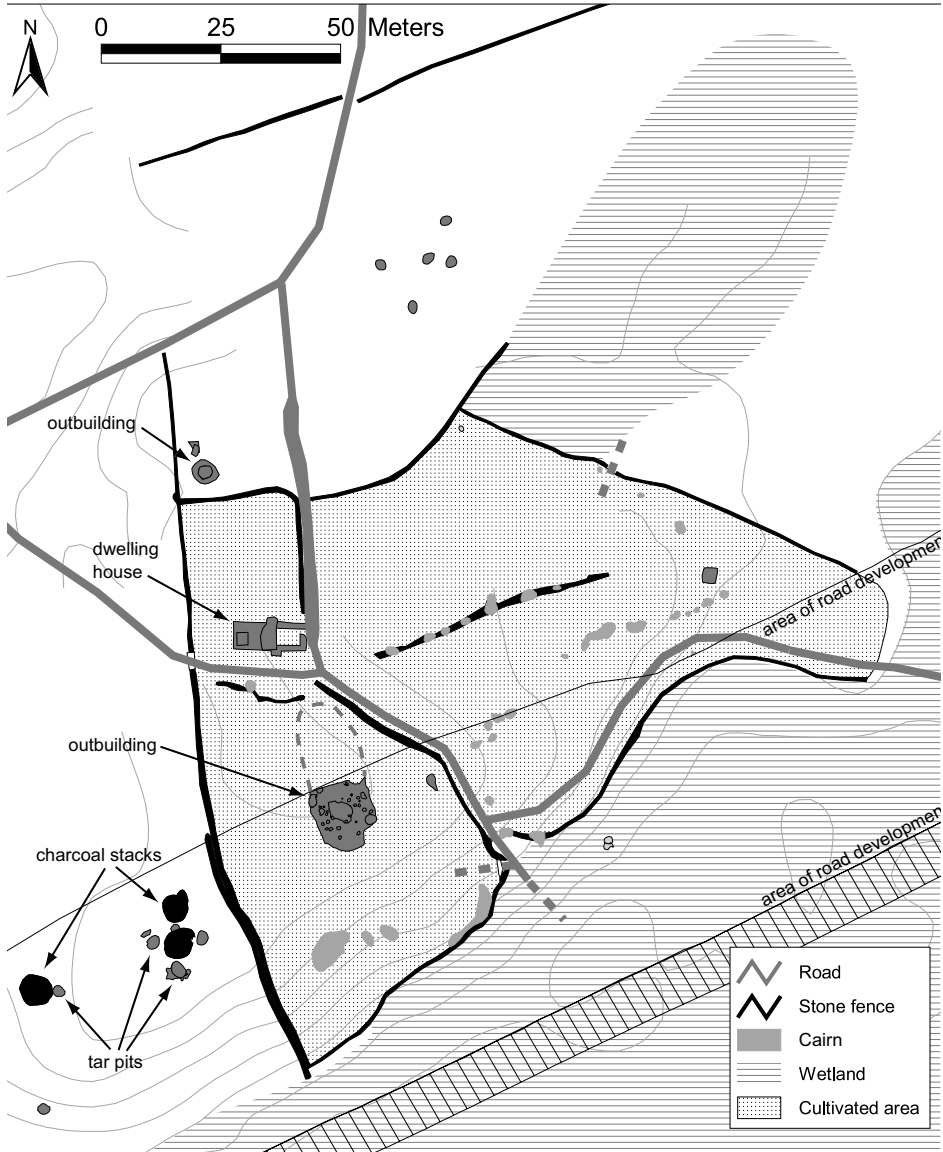 N
0 25 50 Meters
outbuilding
dwelling
house
area of road development
outbuilding
charcoal stacks
area of road development
tar pits
Road
Stone fence
Cairn
Wetland
Cultivated area